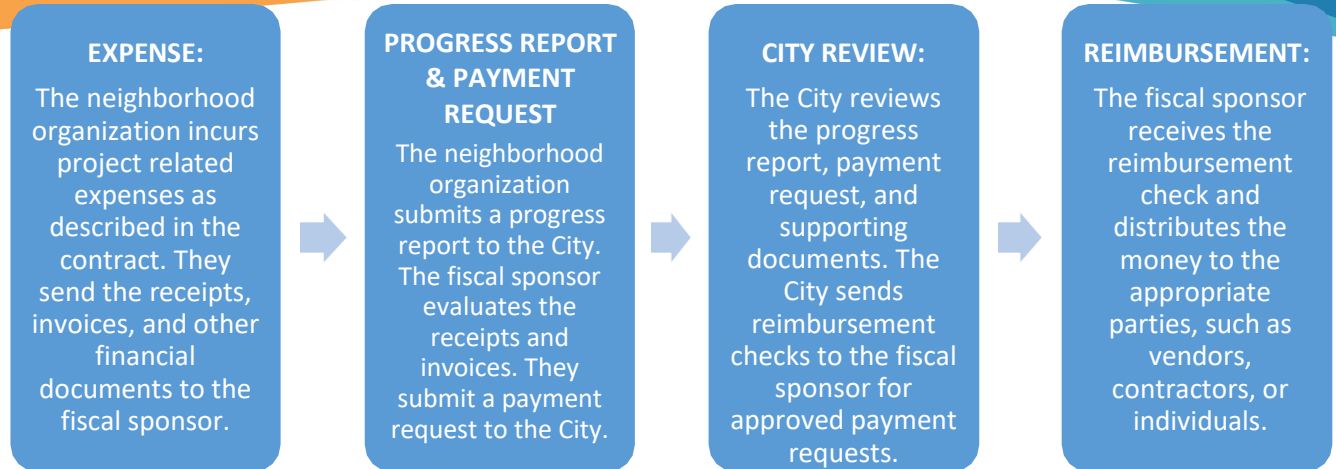 EXPENSE:
The neighborhood
organization incurs
project related
expenses as
described in the
contract. They
send the receipts,
invoices, and other
financial
documents to the
fiscal sponsor.
PROGRESS REPORT
& PAYMENT
REQUEST
The neighborhood
organization
submits a progress
report to the City.
The fiscal sponsor
evaluates the
receipts and
invoices. They
submit a payment
request to the City.
CITY REVIEW:
The City reviews
the progress
report, payment
request, and
supporting
documents. The
City sends
reimbursement
checks to the fiscal
sponsor for
approved payment
requests.
REIMBURSEMENT:
The fiscal sponsor
receives the
reimbursement
check and
distributes the
money to the
appropriate
parties, such as
vendors,
contractors, or
individuals.